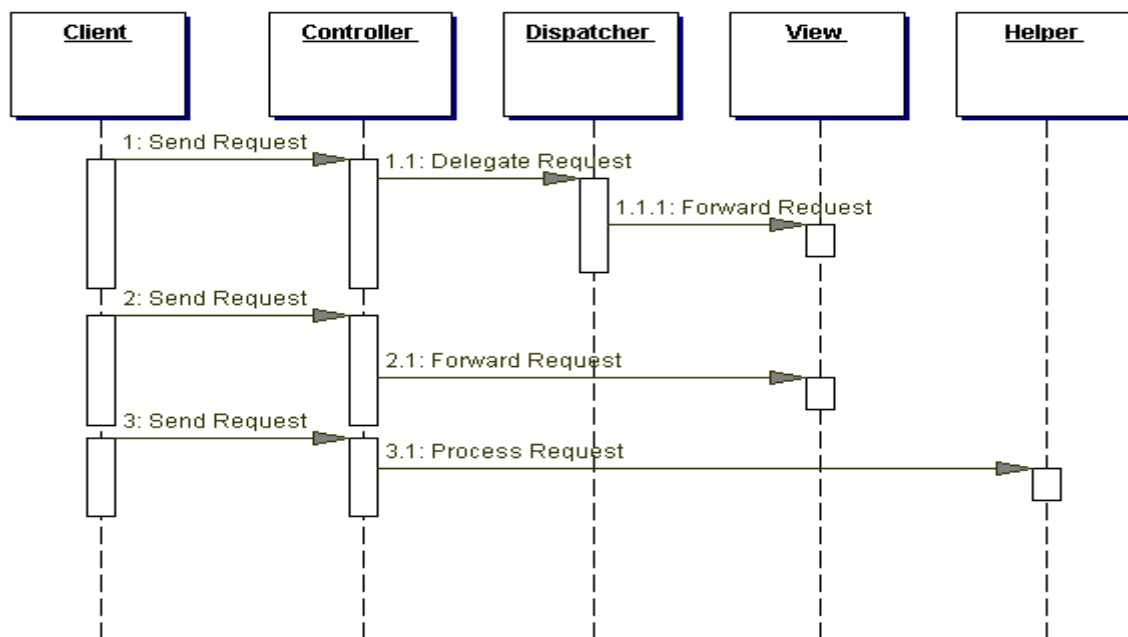 Client
Controller
Dispatcher
View
Helper
1: Send Request
1.1: Delegate Request
1.1.1: Forward Request
2: Send Request
2.1: Forward Request
3: Send Request
3.1: Process Request